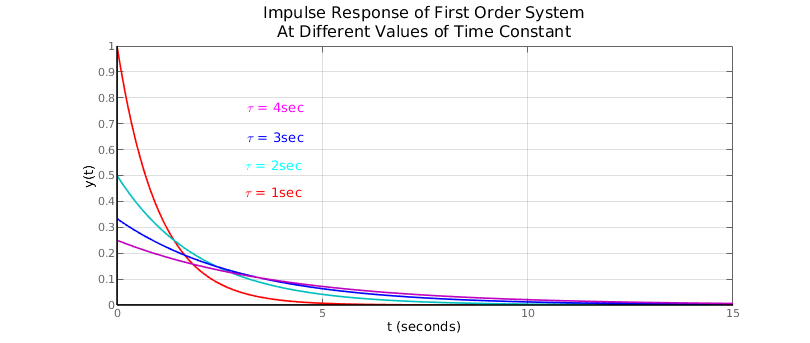 Impulse Response of First Order System
At Different Values of Time Constant
1
0.9
0.8
0.7
0.6
0.5
0.4
0.3
0.2
0.1
0
y(t)
τ = 4sec
τ = 3sec
τ = 2sec
τ = 1sec
0 5 10 15
t (seconds)